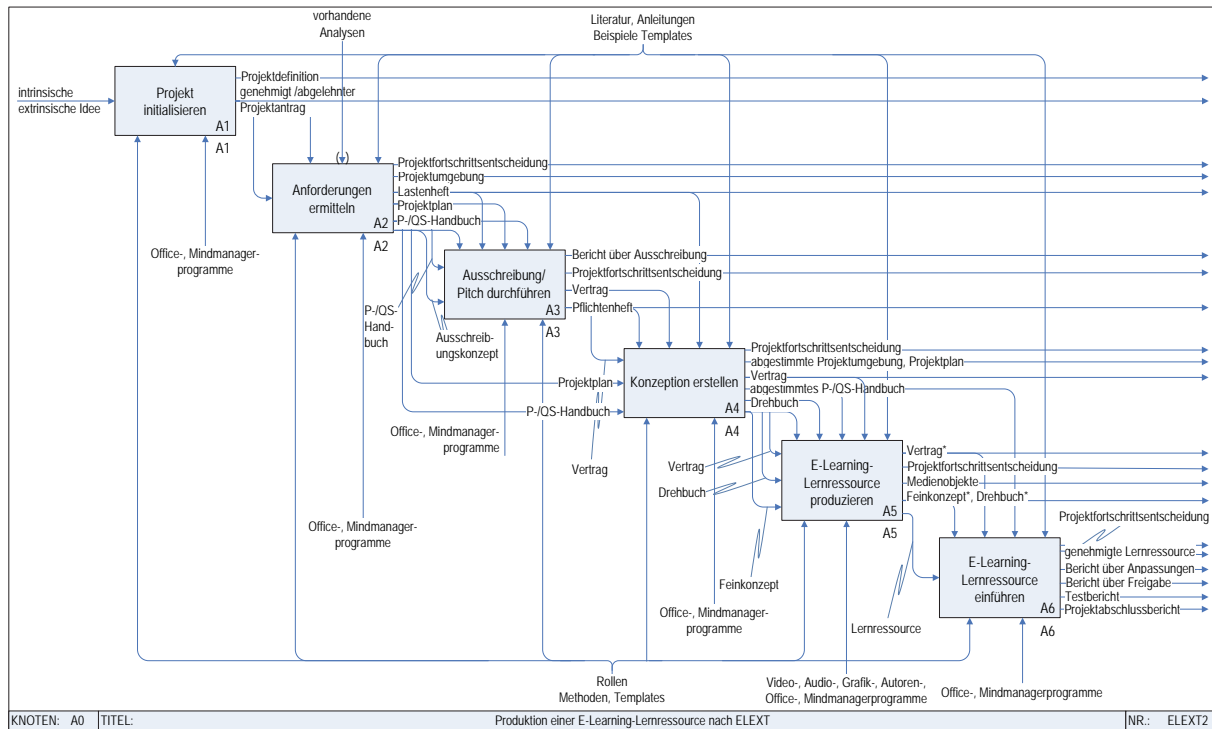 vorhandene
Analysen
Literatur, Anleitungen
Beispiele Templates
intrinsische
extrinsische Idee
Projekt
initialisieren
A1
A1
Projektdefinition
genehmigt /abgelehnter
Projektantrag
Office-, Mindmanager-
programme
( )
Anforderungen
ermitteln
A2
A2
Projektfortschrittsentscheidung
Projektumgebung
Lastenheft
Projektplan
P-/QS-Handbuch
Office-, Mindmanager-
programme
P-/QS-
Hand-
buch
Ausschreib-
ungskonzept
Ausschreibung/
Pitch durchführen
A3
A3
Bericht über Ausschreibung
Projektfortschrittsentscheidung
Vertrag
Pflichtenheft
Office-, Mindmanager-
programme
Projektplan
P-/QS-Handbuch
Vertrag
Konzeption erstellen
A4
A4
Projektfortschrittsentscheidung
abgestimmte Projektumgebung, Projektplan
Vertrag
abgestimmtes P-/QS-Handbuch
Drehbuch
Office-, Mindmanager-
programme
Vertrag
Drehbuch
Feinkonzept
E-Learning-
Lernressource
produzieren
A5
A5
Vertrag*
Projektfortschrittsentscheidung
Medienobjekte
Feinkonzept*, Drehbuch*
Lernressource
Projektfortschrittsentscheidung
E-Learning-
Lernressource
einführen
A6
A6
genehmigte Lernressource
Bericht über Anpassungen
Bericht über Freigabe
Testbericht
Projektabschlussbericht
Rollen
Methoden, Templates
Video-, Audio-, Grafik-, Autoren-,
Office-, Mindmanagerprogramme
Office-, Mindmanagerprogramme
KNOTEN: A0 TITEL: Produktion einer E-Learning-Lernressource nach ELEXT NR.: ELEXT2